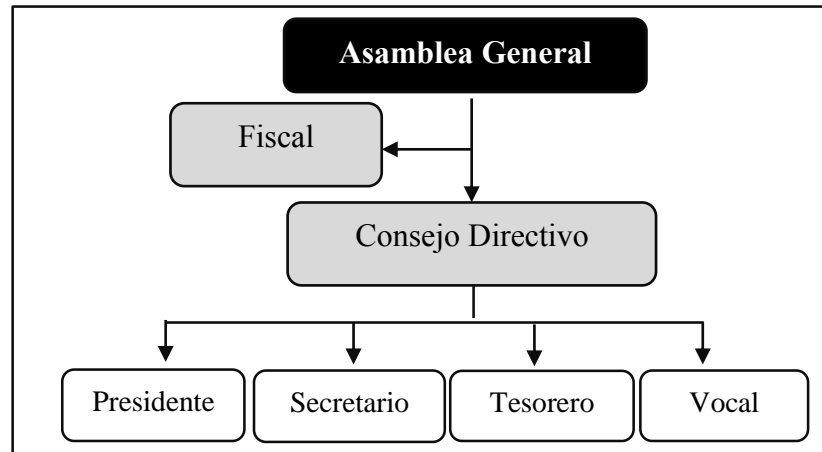 Asamblea General
Fiscal
Consejo Directivo
Presidente
Secretario
Tesorero
Vocal